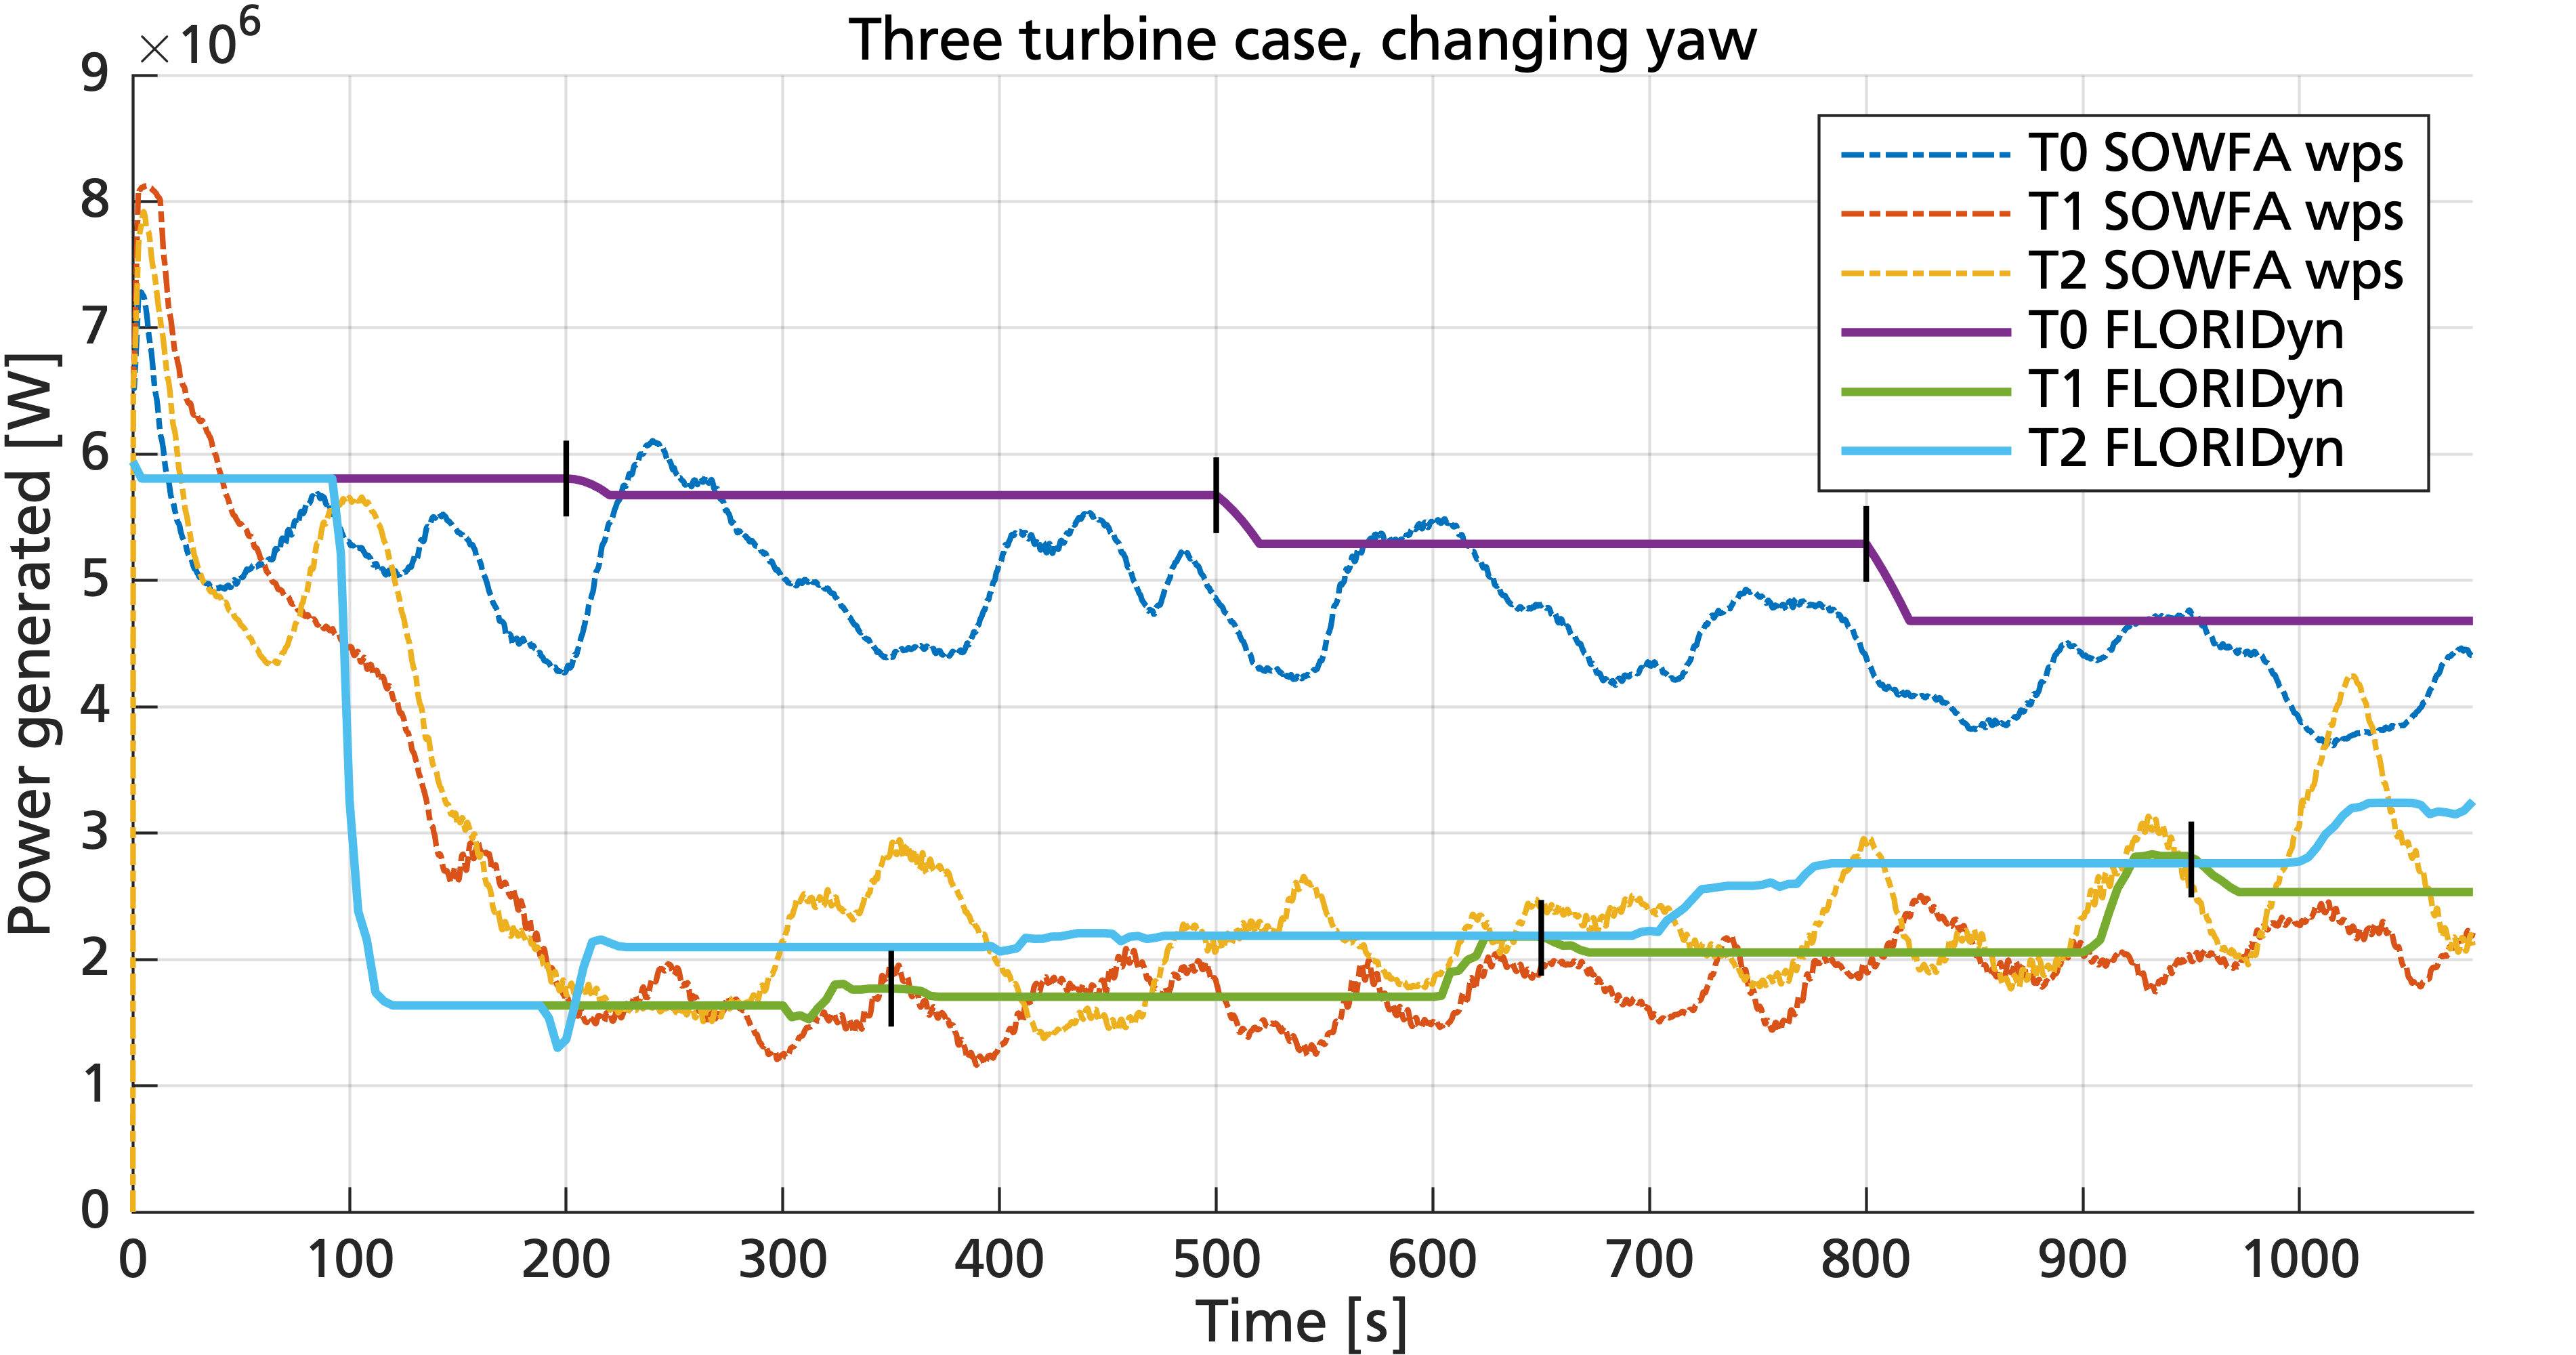 Three turbine case, changing yaw
×10⁶
9
8
7
6
5
4
3
2
1
0
Power generated [W]
T0 SOWFA wps
T1 SOWFA wps
T2 SOWFA wps
T0 FLORIDyn
T1 FLORIDyn
T2 FLORIDyn
0 100 200 300 400 500 600 700 800 900 1000
Time [s]